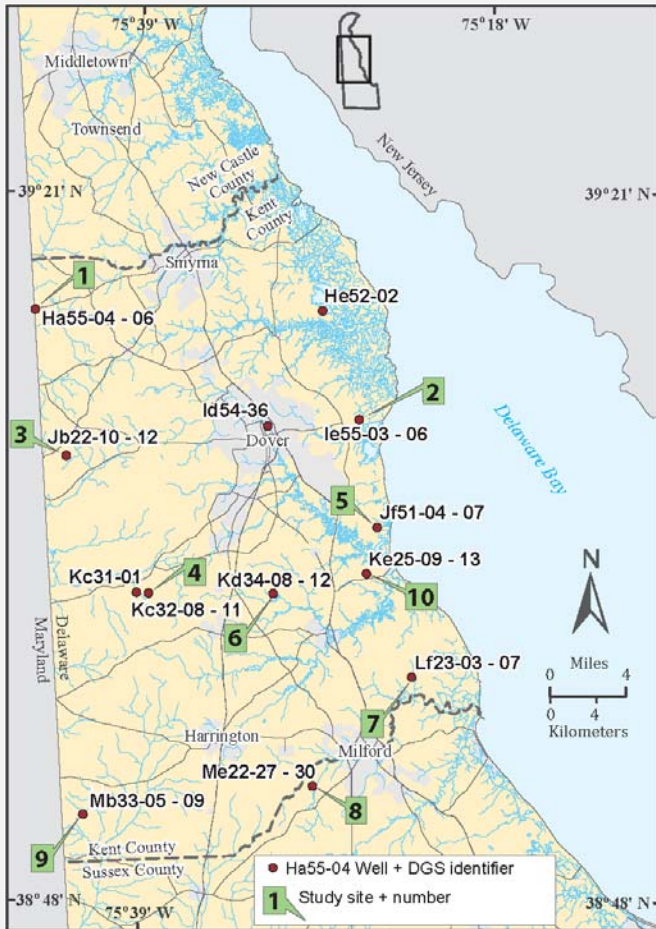 75° 39' W
75° 18' W
Middletown
Townsend
New Castle
County
Kent
County
New Jersey
39° 21' N
39° 21' N
Smyrna
1
Ha55-04 - 06
He52-02
2
Id54-36
Ie55-03 - 06
3
Jb22-10 - 12
Dover
Delaware Bay
5
Jf51-04 - 07
Kc31-01
4
Kd34-08 - 12
Ke25-09 - 13
Kc32-08 - 11
6
10
N
Maryland
Delaware
Miles
0 4
0 4
Kilometers
Lf23-03 - 07
7
Harrington
Milford
Me22-27 - 30
8
Mb33-05 - 09
9
Kent County
Sussex County
Ha55-04 Well + DGS identifier
1 Study site + number
38° 48' N
75° 39' W
75° 18' W
38° 48' N